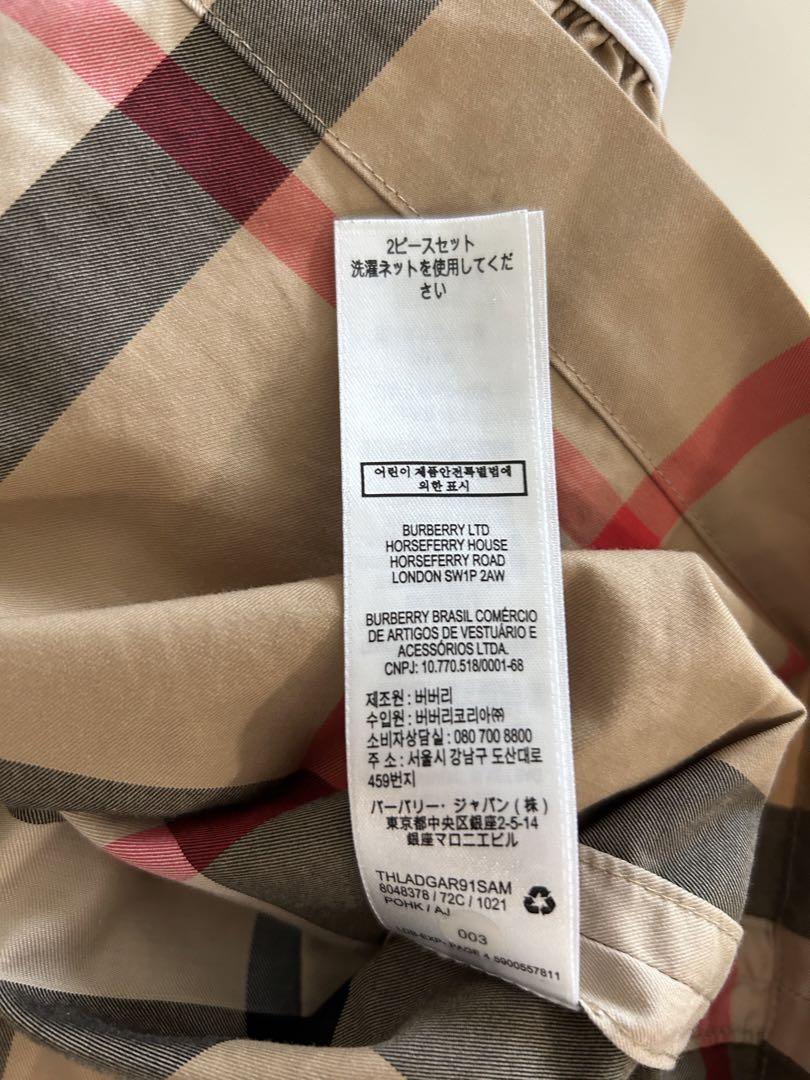 2ピースセット
洗濯ネットを使用してくだ
さい
어린이 제품안전특별법에
의한 표시
BURBERRY LTD
HORSEFERRY HOUSE
HORSEFERRY ROAD
LONDON SW1P 2AW
BURBERRY BRASIL COMÉRCIO
DE ARTIGOS DE VESTUÁRIO E
ACESSÓRIOS LTDA.
CNPJ: 10.770.518/0001-68
제조원 : 버버리
수입원 : 버버리코리아㈜
소비자상담실 : 080 700 8800
주 소 : 서울시 강남구 도산대로
459번지
バーバリー・ジャパン(株)
東京都中央区銀座2-5-14
銀座マロニエビル
THLADGAR91SAM
8048378 / 72C / 1021
POHK / AJ
003
PAGE 4 5900557811